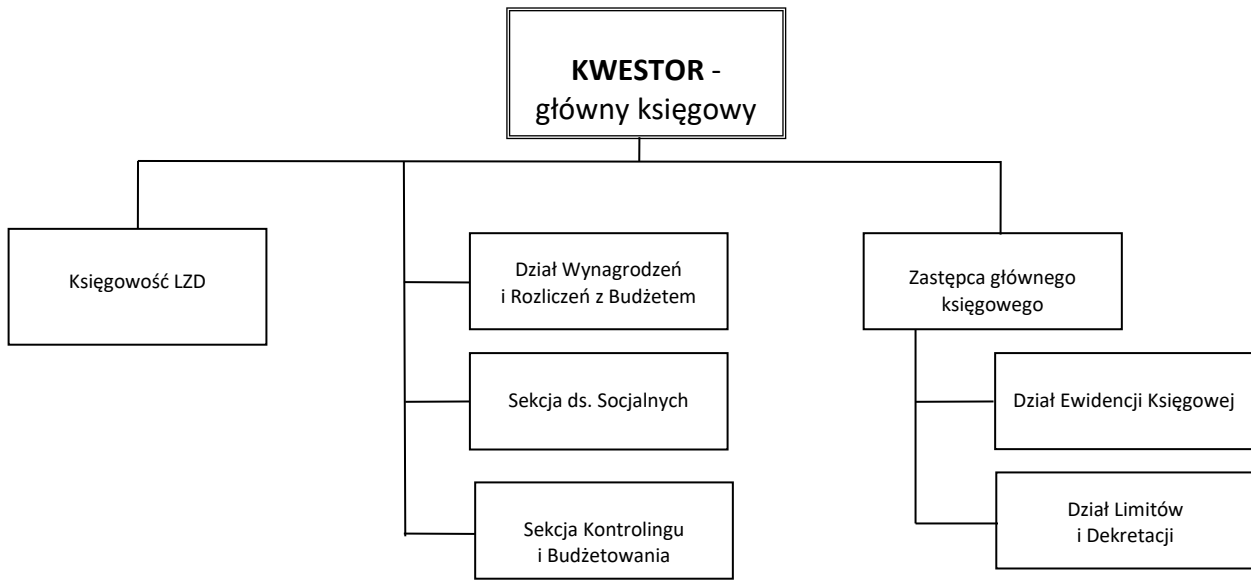 KWESTOR -
główny księgowy
Księgowość LZD
Dział Wynagrodzeń
i Rozliczeń z Budżetem
Zastępca głównego
księgowego
Sekcja ds. Socjalnych
Dział Ewidencji Księgowej
Sekcja Kontrolingu
i Budżetowania
Dział Limitów
i Dekretacji